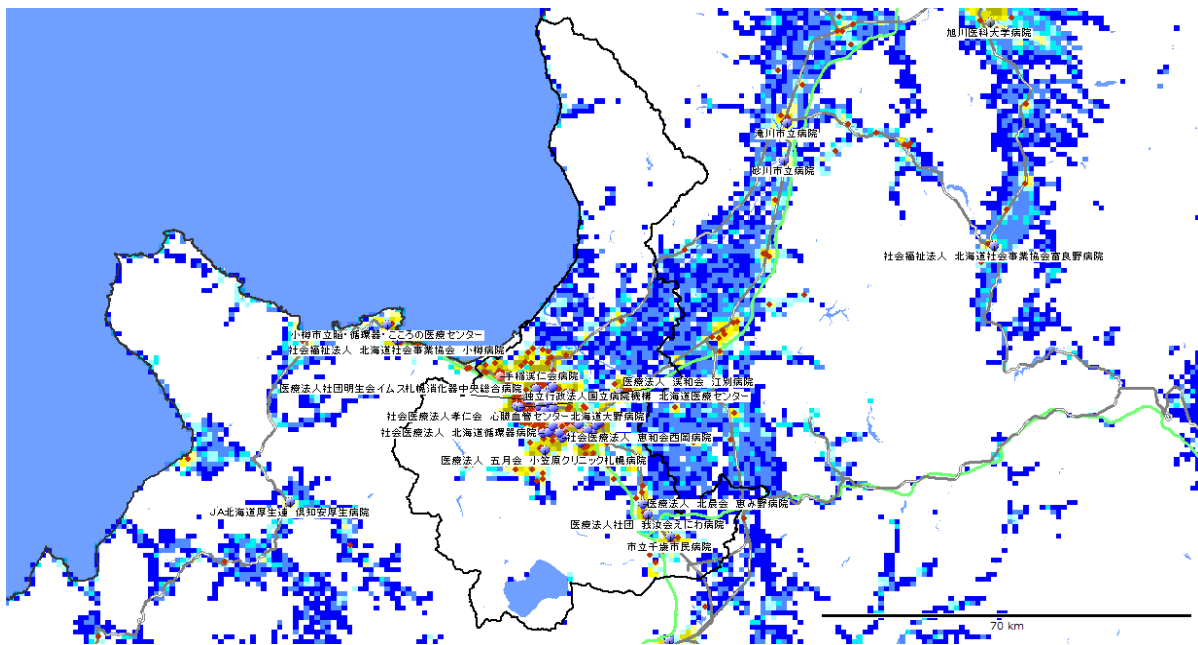 旭川医科大学病院
滝川市立病院
砂川市立病院
社会福祉法人 北海道社会事業協会富良野病院
小樽市立脳・循環器・こころの医療センター
社会福祉法人 北海道社会事業協会 小樽病院
手稲渓仁会病院
医療法人 渓和会 江別病院
医療法人社団明生会イムス札幌消化器中央総合病院
独立行政法人国立病院機構 北海道医療センター
社会医療法人孝仁会 心臓血管センター北海道大野病院
社会医療法人 北海道循環器病院
社会医療法人 恵和会西岡病院
医療法人 五月会 小笠原クリニック札幌病院
JA北海道厚生連 倶知安厚生病院
医療法人 北晨会 恵み野病院
医療法人社団 我汝会えにわ病院
市立千歳市民病院
70 km